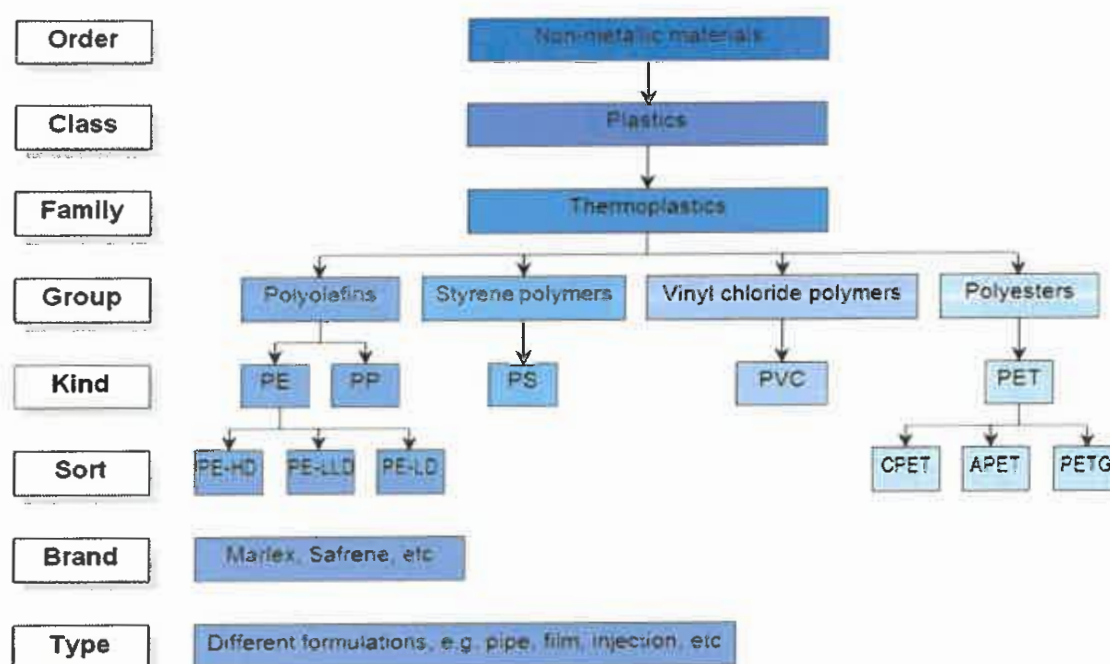 Order
Non-metallic materials
Class
Plastics
Family
Thermoplastics
Group
Polyolefins
Styrene polymers
Vinyl chloride polymers
Polyesters
Kind
PE
PP
PS
PVC
PET
Sort
PE-HD
PE-LLD
PE-LD
CPET
APET
PETG
Brand
Marlex, Safrene, etc
Type
Different formulations, e.g. pipe, film, injection, etc